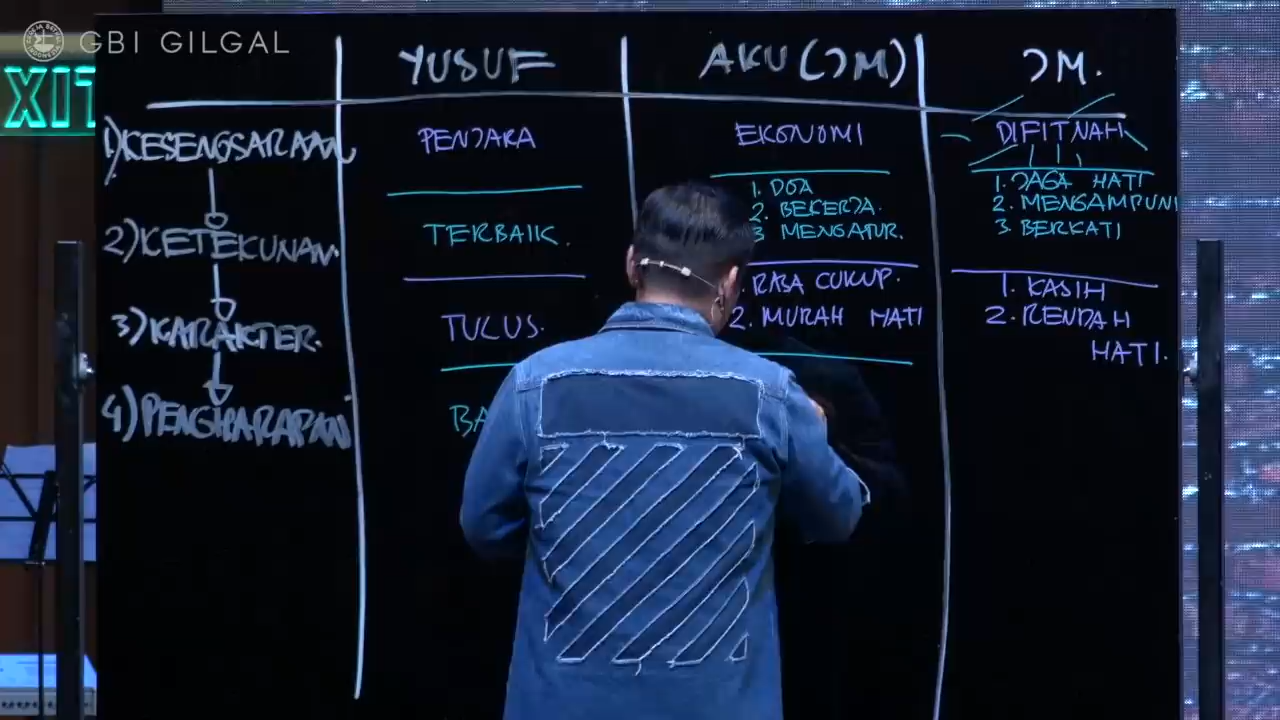 GBI GILGAL
XIT
YUSUF
AKU (JM)
JM.
1) KESENGSARAAN
PENJARA
EKONOMI
DIFITNAH
1. DOA
2. BEKERJA.
3 MENGATUR.
1. JAGA HATI
2. MENGAMPUNI
3. BERKATI
2) KETEKUNAN
TERBAIK.
RASA CUKUP.
2. MURAH HATI
1. KASIH
2. RENDAH
HATI.
3) KARAKTER.
TULUS.
4) PENGHARAPAN
BA